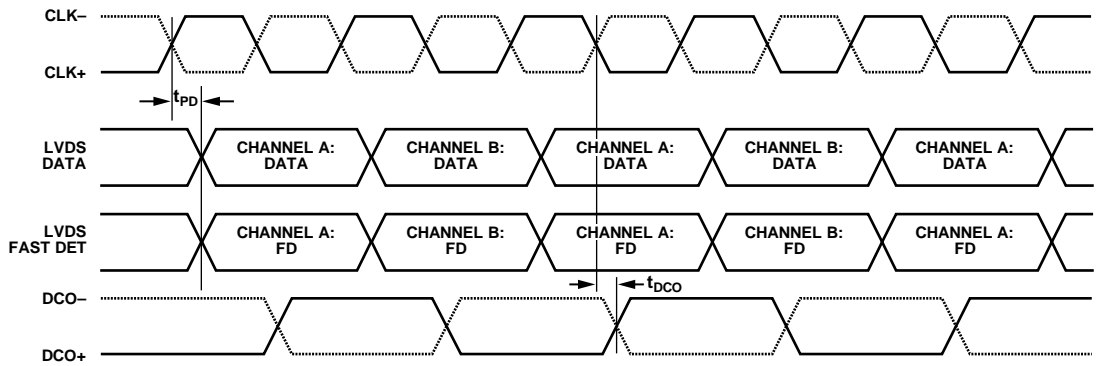 CLK–
CLK+
tPD
LVDS
DATA
CHANNEL A:
DATA
CHANNEL B:
DATA
CHANNEL A:
DATA
CHANNEL B:
DATA
CHANNEL A:
DATA
LVDS
FAST DET
CHANNEL A:
FD
CHANNEL B:
FD
CHANNEL A:
FD
CHANNEL B:
FD
CHANNEL A:
FD
tDCO
DCO–
DCO+